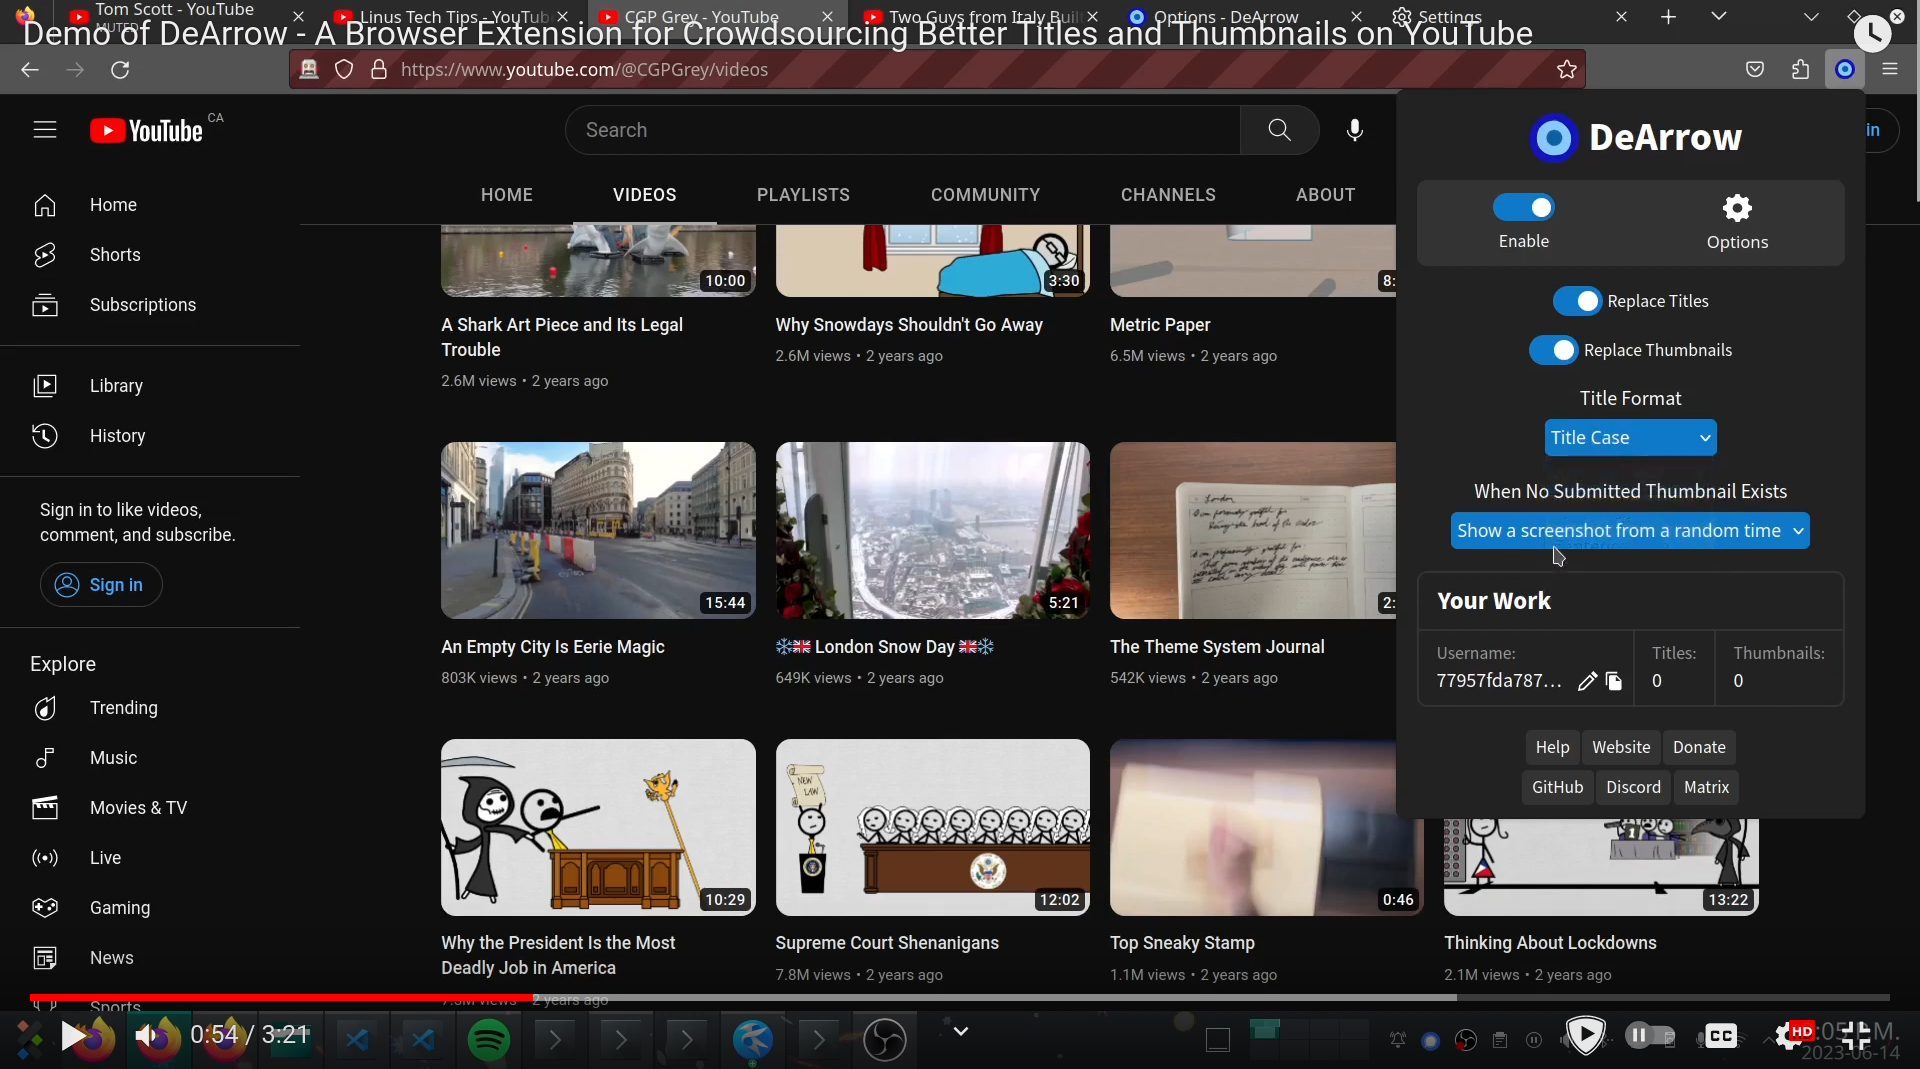 Tom Scott - YouTube
MUTED
Linus Tech Tips - YouTub
CGP Grey - YouTube
Two Guys from Italy Buil
Options - DeArrow
Settings
Demo of DeArrow - A Browser Extension for Crowdsourcing Better Titles and Thumbnails on YouTube
https://www.youtube.com/@CGPGrey/videos
YouTube CA
Search
in
HOME
VIDEOS
PLAYLISTS
COMMUNITY
CHANNELS
ABOUT
Home
Shorts
Subscriptions
Library
History
Sign in to like videos,
comment, and subscribe.
Sign in
Explore
Trending
Music
Movies & TV
Live
Gaming
News
Sports
10:00
A Shark Art Piece and Its Legal
Trouble
2.6M views • 2 years ago
3:30
Why Snowdays Shouldn't Go Away
2.6M views • 2 years ago
8:
Metric Paper
6.5M views • 2 years ago
15:44
An Empty City Is Eerie Magic
803K views • 2 years ago
5:21
❄🇬🇧 London Snow Day 🇬🇧❄
649K views • 2 years ago
London
2:
The Theme System Journal
542K views • 2 years ago
10:29
Why the President Is the Most
Deadly Job in America
7.5M views • 2 years ago
NEW
LAW
12:02
Supreme Court Shenanigans
7.8M views • 2 years ago
0:46
Top Sneaky Stamp
1.1M views • 2 years ago
1
13:22
Thinking About Lockdowns
2.1M views • 2 years ago
DeArrow
Enable
Options
Replace Titles
Replace Thumbnails
Title Format
Title Case
When No Submitted Thumbnail Exists
Show a screenshot from a random time
Your Work
Username:
77957fda787...
Titles:
0
Thumbnails:
0
Help
Website
Donate
GitHub
Discord
Matrix
0:54 / 3:21
CC
HD
:05 P.M.
2023-06-14